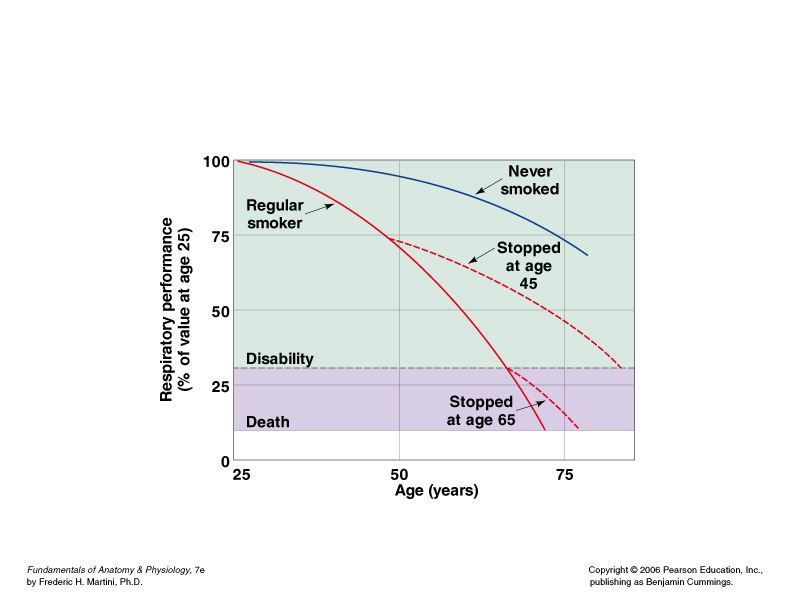 100
Never
smoked
Regular
smoker
75
Stopped
at age
45
50
Disability
25
Stopped
at age 65
Death
0
25
50
75
Age (years)
Respiratory performance
(% of value at age 25)
Fundamentals of Anatomy & Physiology, 7e
by Frederic H. Martini, Ph.D.
Copyright © 2006 Pearson Education, Inc.,
publishing as Benjamin Cummings.